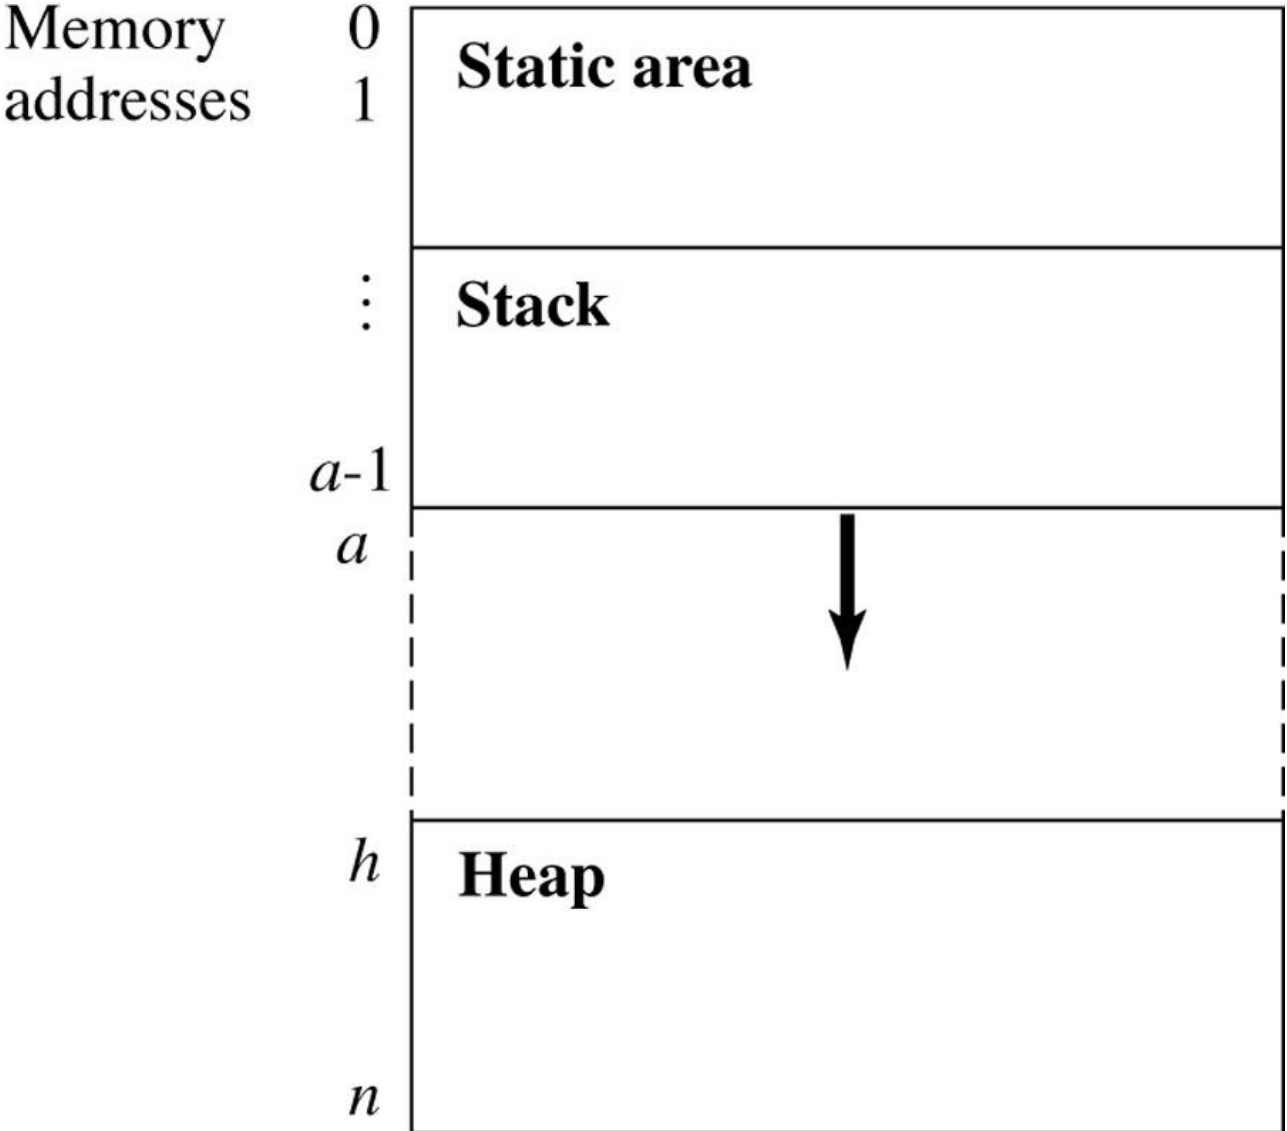 Memory 0
addresses 1
Static area
⋮
Stack
a-1
a
h
Heap
n